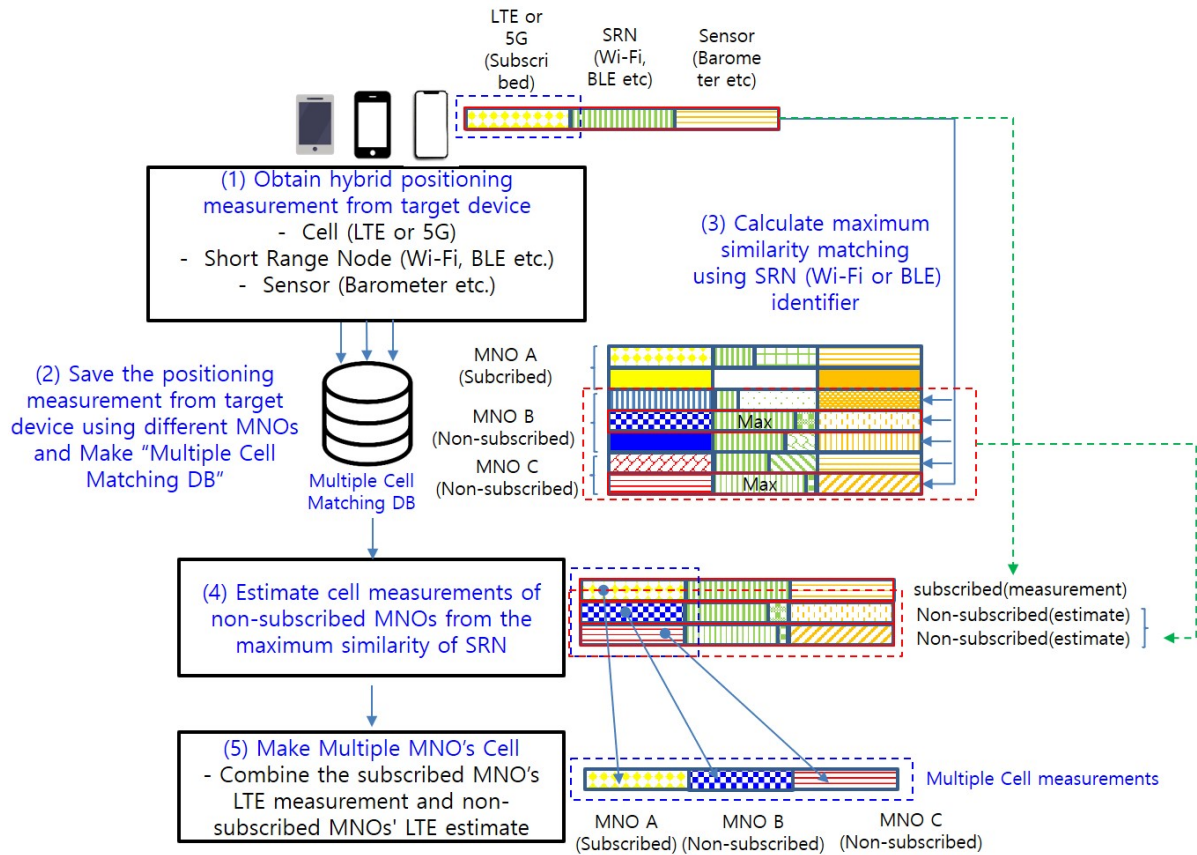 LTE or
5G
(Subscri
bed)
SRN
(Wi-Fi,
BLE etc)
Sensor
(Barome
ter etc)
(1) Obtain hybrid positioning
measurement from target device
- Cell (LTE or 5G)
- Short Range Node (Wi-Fi, BLE etc.)
- Sensor (Barometer etc.)
(3) Calculate maximum
similarity matching
using SRN (Wi-Fi or BLE)
identifier
(2) Save the positioning
measurement from target
device using different MNOs
and Make “Multiple Cell
Matching DB”
Multiple Cell
Matching DB
MNO A
(Subcribed)
MNO B
(Non-subscribed)
MNO C
(Non-subscribed)
Max
Max
(4) Estimate cell measurements of
non-subscribed MNOs from the
maximum similarity of SRN
subscribed(measurement)
Non-subscribed(estimate)
Non-subscribed(estimate)
(5) Make Multiple MNO’s Cell
- Combine the subscribed MNO’s
LTE measurement and non-
subscribed MNOs' LTE estimate
Multiple Cell measurements
MNO A
(Subscribed)
MNO B
(Non-subscribed)
MNO C
(Non-subscribed)